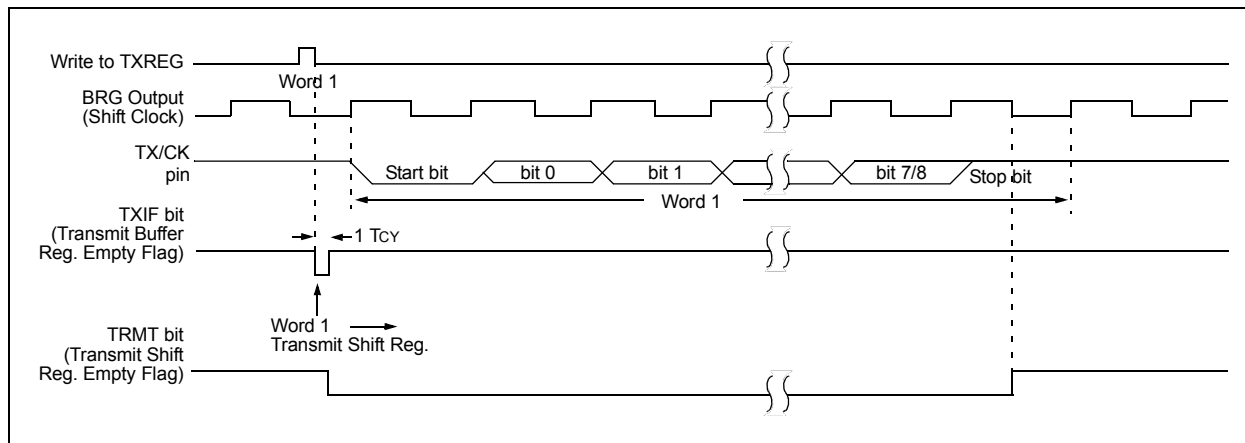 Write to TXREG
Word 1
BRG Output
(Shift Clock)
TX/CK
pin
Start bit
bit 0
bit 1
bit 7/8
Stop bit
Word 1
TXIF bit
(Transmit Buffer
Reg. Empty Flag)
1 TCY
Word 1
Transmit Shift Reg.
TRMT bit
(Transmit Shift
Reg. Empty Flag)